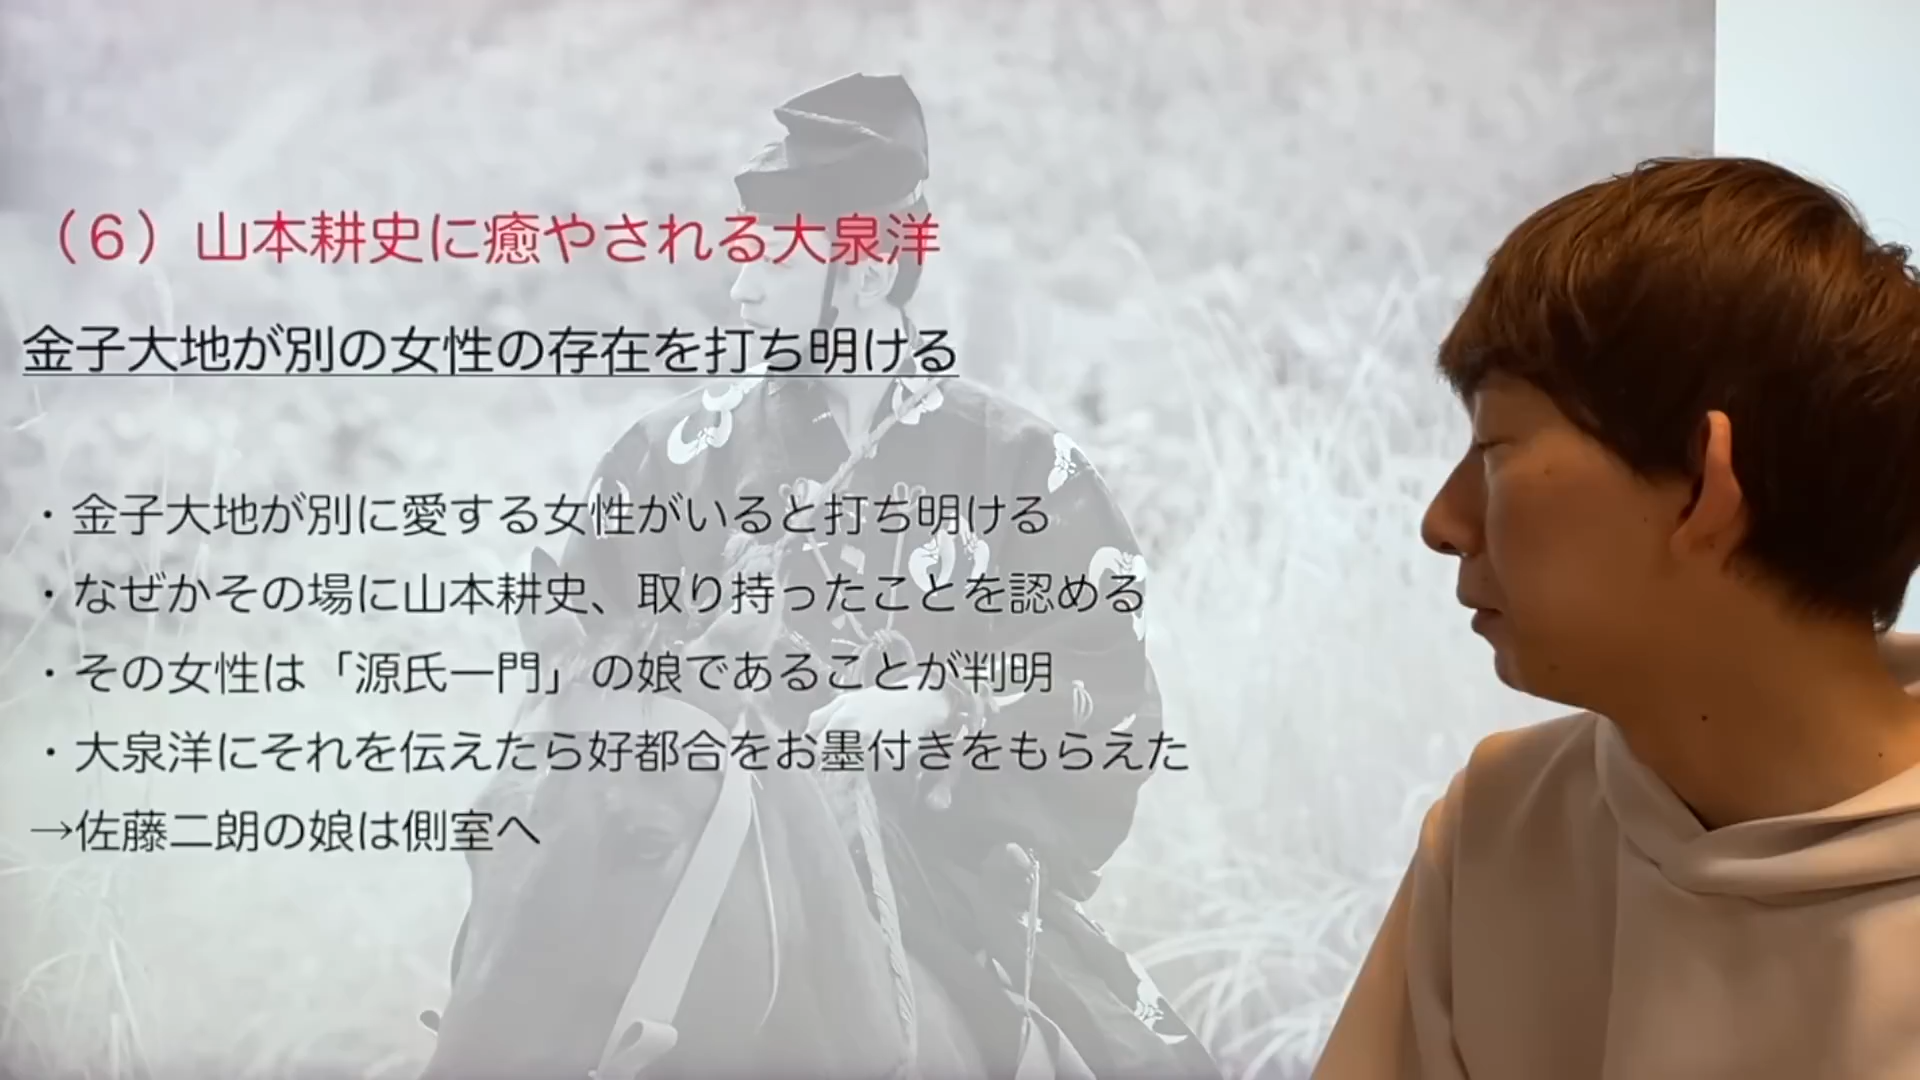 （６）山本耕史に癒やされる大泉洋
金子大地が別の女性の存在を打ち明ける
・金子大地が別に愛する女性がいると打ち明ける
・なぜかその場に山本耕史、取り持ったことを認める
・その女性は「源氏一門」の娘であることが判明
・大泉洋にそれを伝えたら好都合をお墨付きをもらえた
→佐藤二朗の娘は側室へ